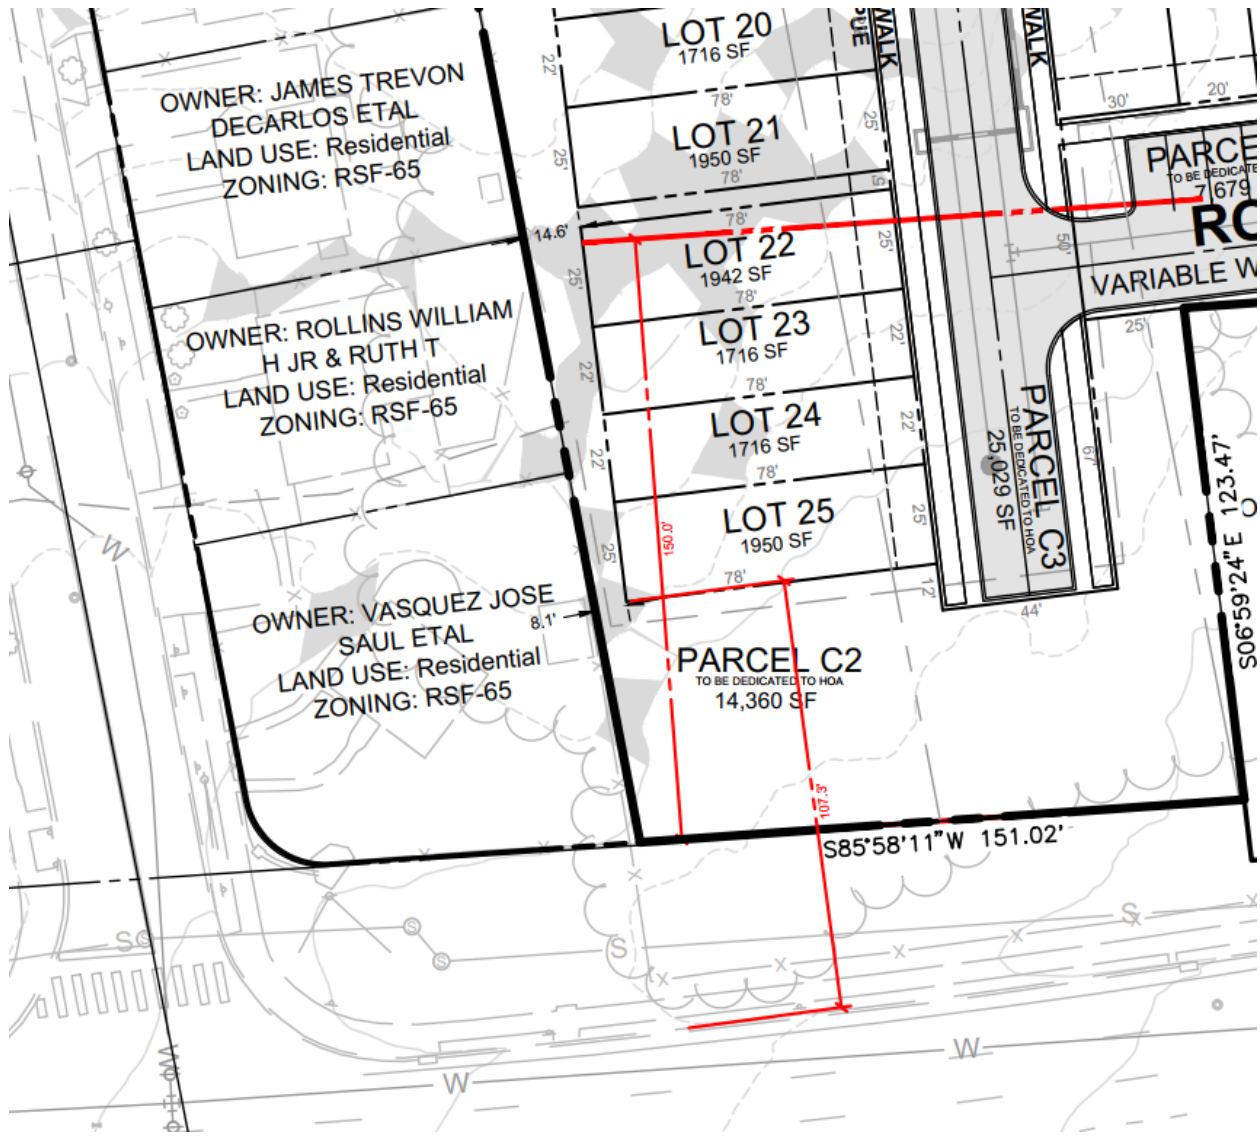 LOT 20
1716 SF
22'
78'
WALK
WALK
30'
20'
OWNER: JAMES TREVON
DECARLOS ETAL
LAND USE: Residential
ZONING: RSF-65
LOT 21
1950 SF
25'
78'
25'
5'
PARCE
TO BE DEDICATE
7,679
RO
VARIABLE W
50'
25'
14.6'
78'
LOT 22
1942 SF
25'
78'
25'
OWNER: ROLLINS WILLIAM
H JR & RUTH T
LAND USE: Residential
ZONING: RSF-65
LOT 23
1716 SF
22'
78'
22'
LOT 24
1716 SF
22'
78'
22'
PARCEL C3
TO BE DEDICATED TO HOA
25,029 SF
67'
S06°59'24"E 123.47'
150.0'
LOT 25
1950 SF
25'
78'
25'
12'
44'
W
OWNER: VASQUEZ JOSE
SAUL ETAL
LAND USE: Residential
ZONING: RSF-65
8.1'
PARCEL C2
TO BE DEDICATED TO HOA
14,360 SF
107.3'
S85°58'11"W 151.02'
S
S
S
S
S
S
W
W
W
W